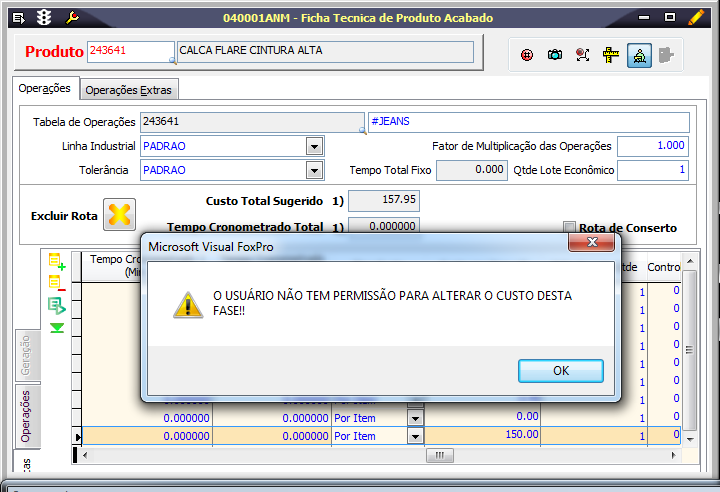 040001ANM - Ficha Tecnica de Produto Acabado
Produto 243641 CALCA FLARE CINTURA ALTA
Operações Operações Extras
Tabela de Operações 243641 #JEANS
Linha Industrial PADRAO Fator de Multiplicação das Operações 1.000
Tolerância PADRAO Tempo Total Fixo 0.000 Qtde Lote Econômico 1
Custo Total Sugerido 1) 157.95
Excluir Rota
Tempo Cronometrado Total 1) 0.000000 Rota de Conserto
Microsoft Visual FoxPro
O USUÁRIO NÃO TEM PERMISSÃO PARA ALTERAR O CUSTO DESTA
FASE!!
OK
Tempo Cro
(Mi
tde Control
1 0
1 0
1 0
1 0
1 0
1 0
0.000000 0.000000 Por Item 0.00 1 0
0.000000 0.000000 Por Item 150.00 1 0
Geração
Operações